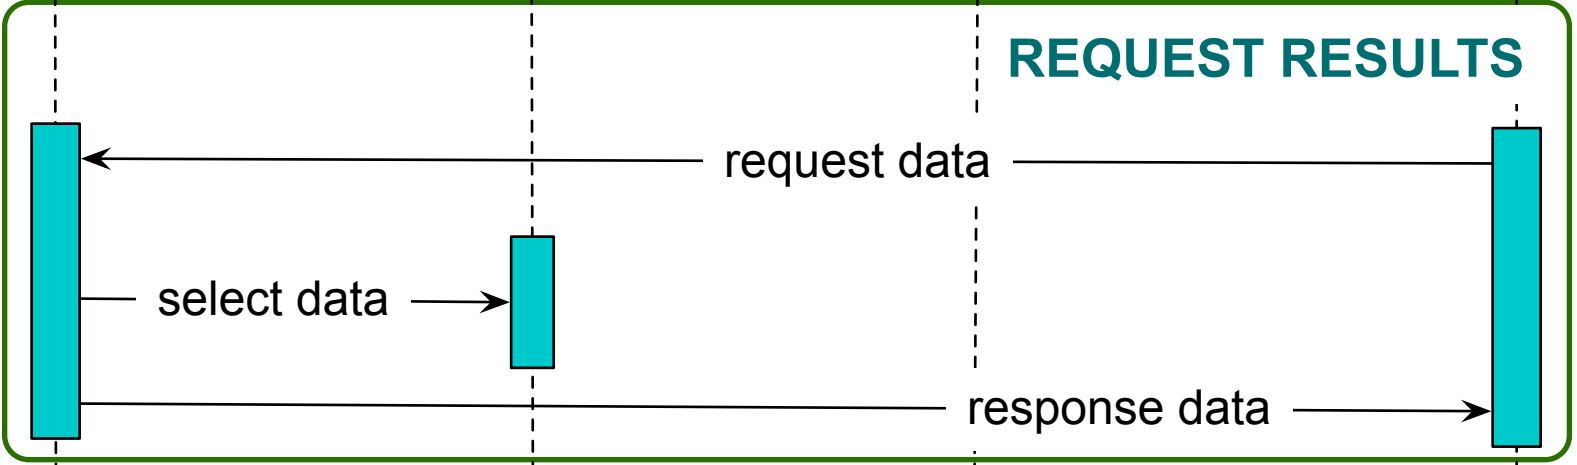 REQUEST RESULTS
request data
select data
response data